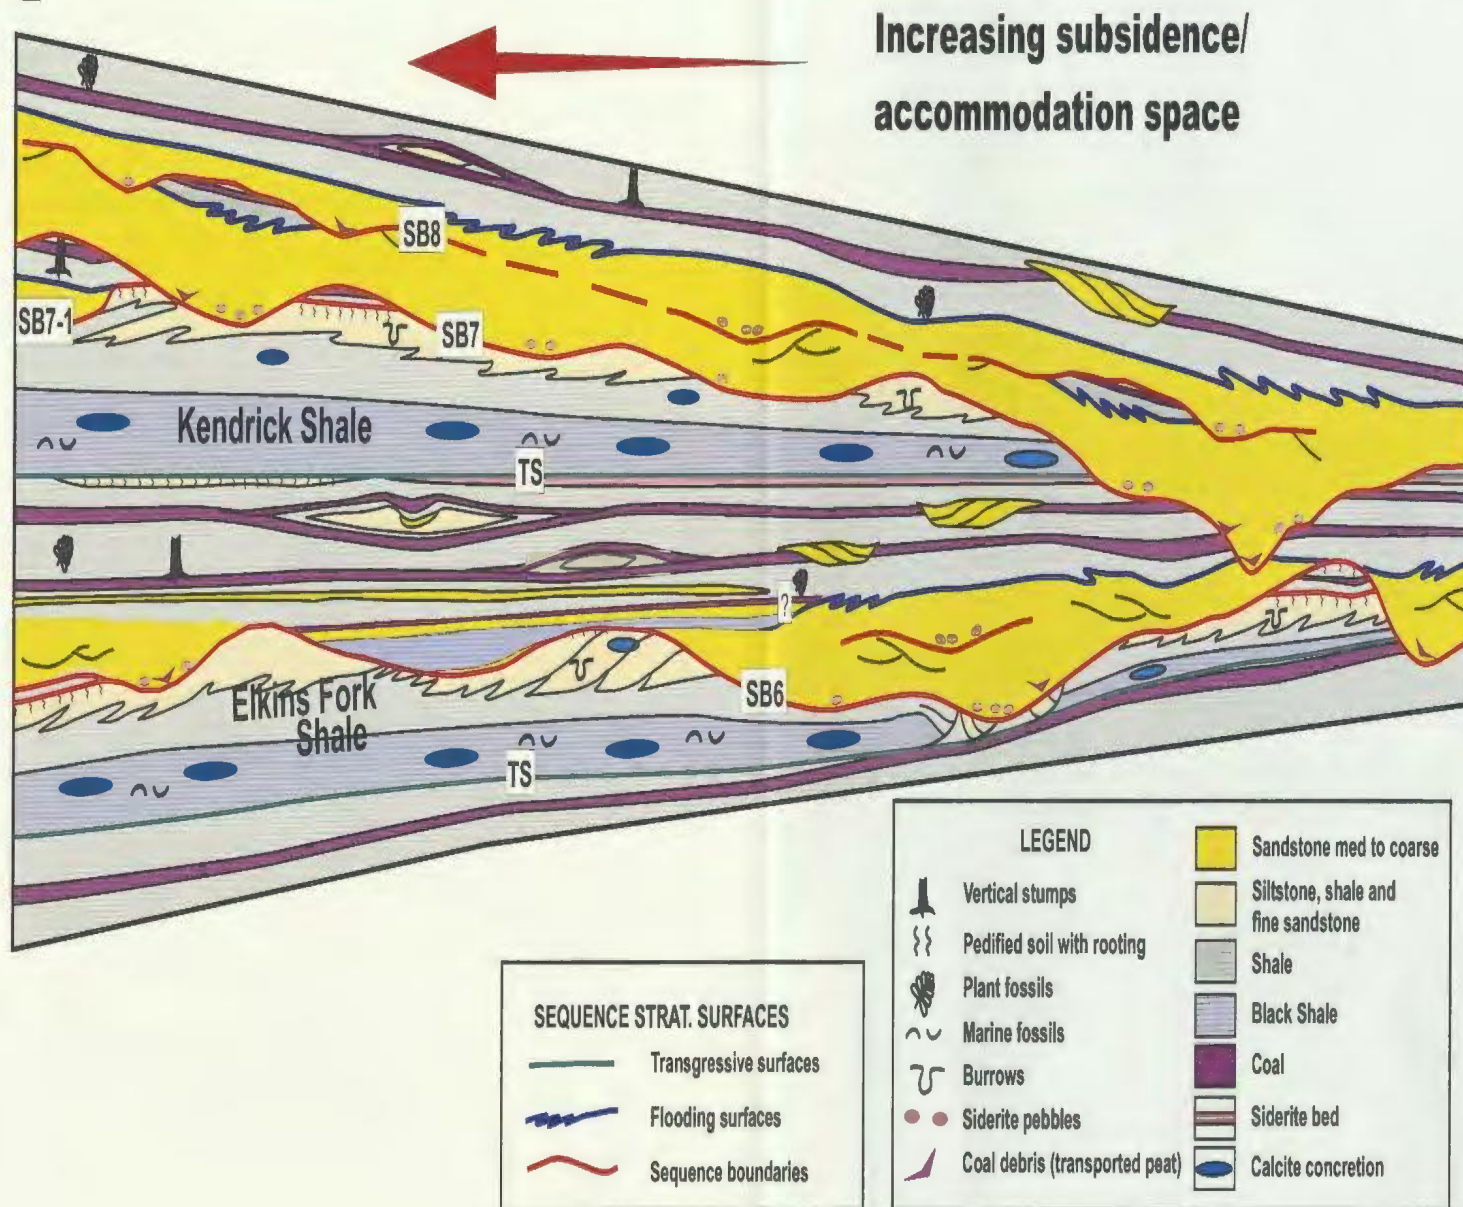 Increasing subsidence/
accommodation space
SB8
SB7-1
SB7
Kendrick Shale
TS
?
SB6
Elkins Fork
Shale
TS
SEQUENCE STRAT. SURFACES
Transgressive surfaces
Flooding surfaces
Sequence boundaries
LEGEND
Vertical stumps
Pedified soil with rooting
Plant fossils
Marine fossils
Burrows
Siderite pebbles
Coal debris (transported peat)
Sandstone med to coarse
Siltstone, shale and
fine sandstone
Shale
Black Shale
Coal
Siderite bed
Calcite concretion